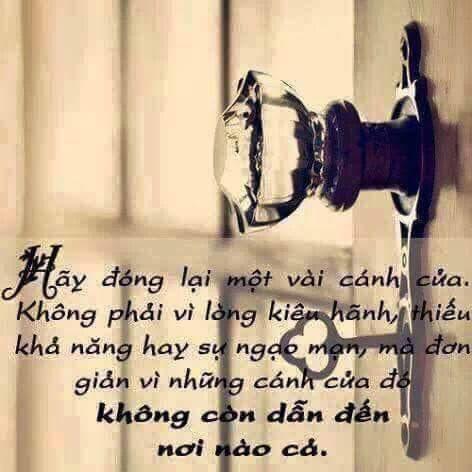 Hãy đóng lại một vài cánh cửa.
Không phải vì lòng kiêu hãnh, thiếu
khả năng hay sự ngạo mạn, mà đơn
giản vì những cánh cửa đó
không còn dẫn đến
nơi nào cả.